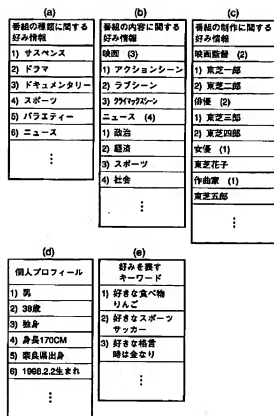 (a)
番組の種類に関する
好み情報
1) サスペンス
2) ドラマ
3) ドキュメンタリー
4) スポーツ
5) バラエティー
6) ニュース
⋮
(b)
番組の内容に関する
好み情報
映画 (3)
1) アクションシーン
2) ラブシーン
3) クライマックスシーン
ニュース (4)
1) 政治
2) 経済
3) スポーツ
4) 社会
⋮
(c)
番組の制作に関する
好み情報
映画監督 (2)
1) 東芝一郎
2) 東芝二郎
俳優 (2)
1) 東芝三郎
2) 東芝四郎
女優 (1)
東芝花子
作曲家 (1)
東芝五郎
⋮
(d)
個人プロフィール
1) 男
2) 38歳
3) 独身
4) 身長170CM
5) 奈良県出身
6) 1998.2.2生まれ
⋮
(e)
好みを表す
キーワード
1) 好きな食べ物
りんご
2) 好きなスポーツ
サッカー
3) 好きな格言
時は金なり
⋮